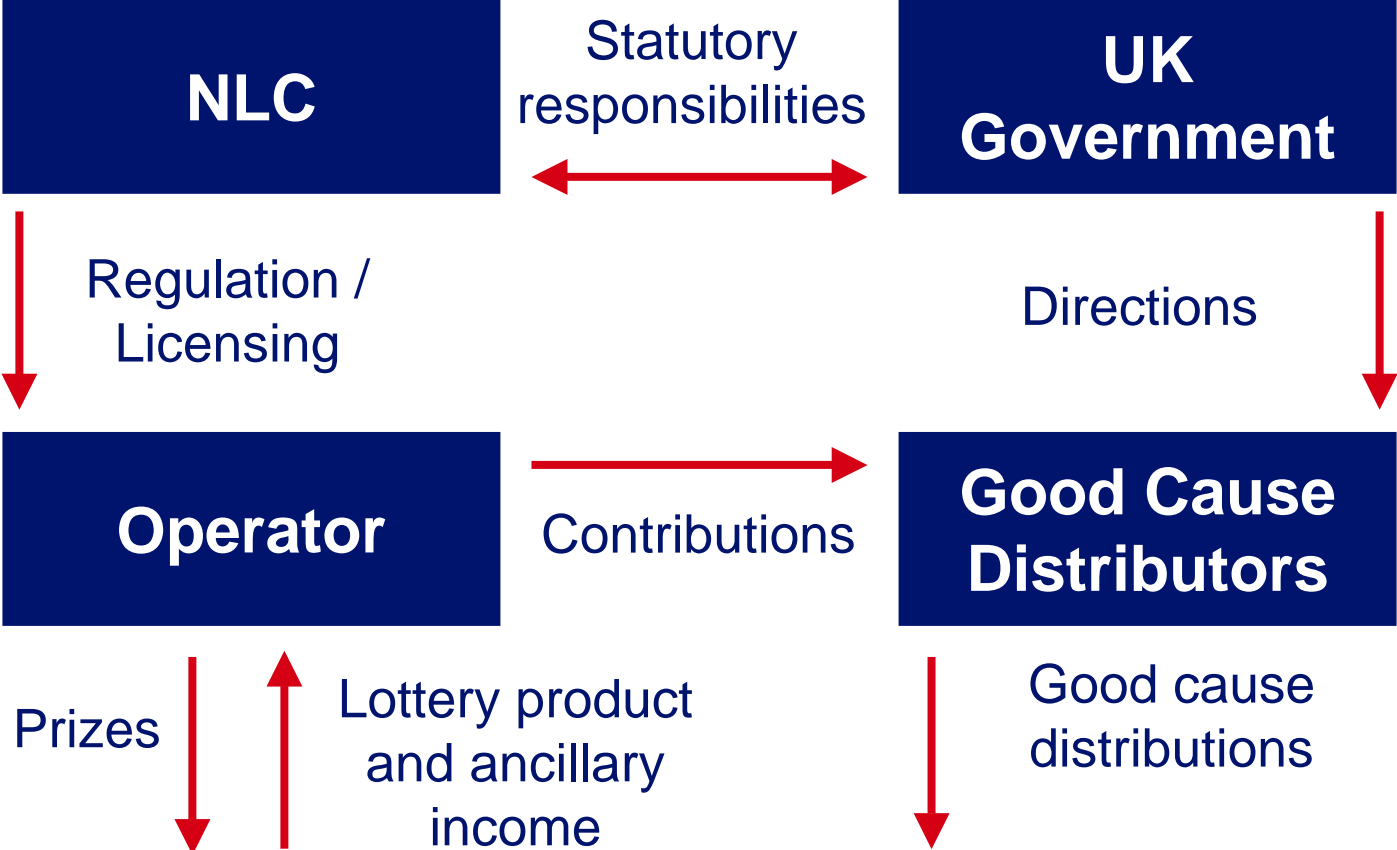 NLC
Statutory
responsibilities
UK
Government
Regulation /
Licensing
Directions
Operator
Contributions
Good Cause
Distributors
Prizes
Lottery product
and ancillary
income
Good cause
distributions